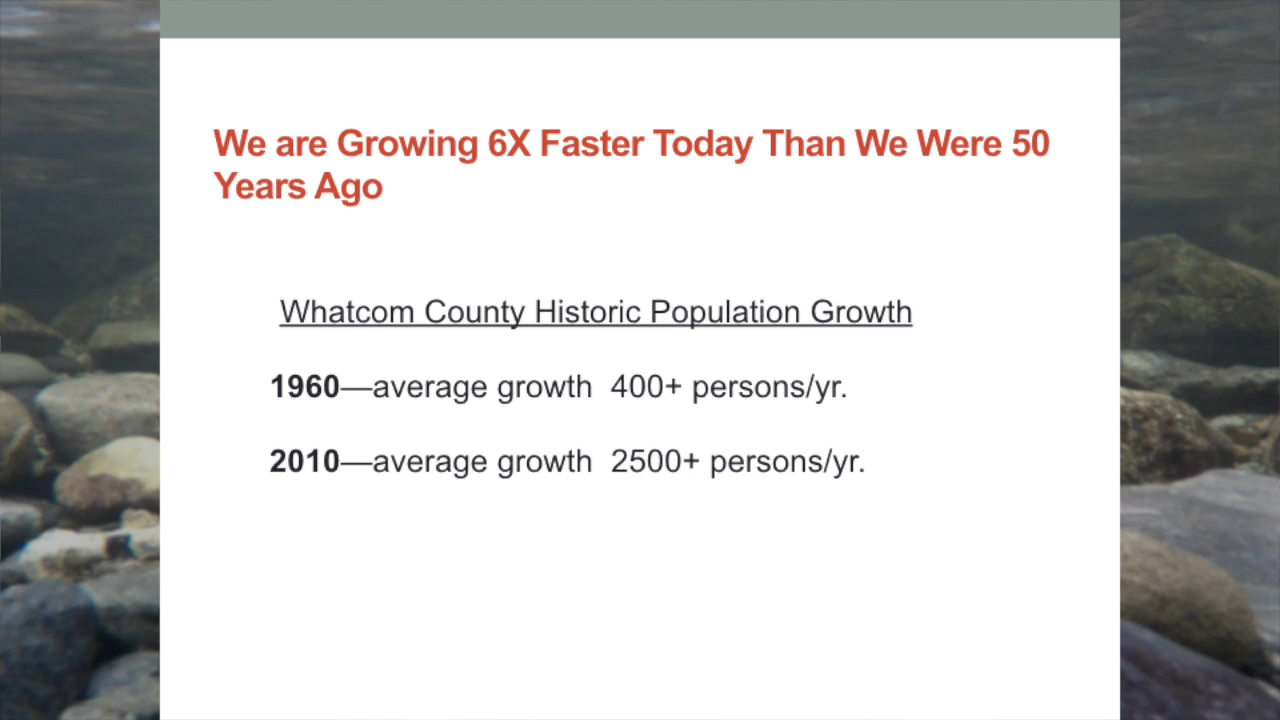 We are Growing 6X Faster Today Than We Were 50
Years Ago
Whatcom County Historic Population Growth
1960—average growth  400+ persons/yr.
2010—average growth  2500+ persons/yr.